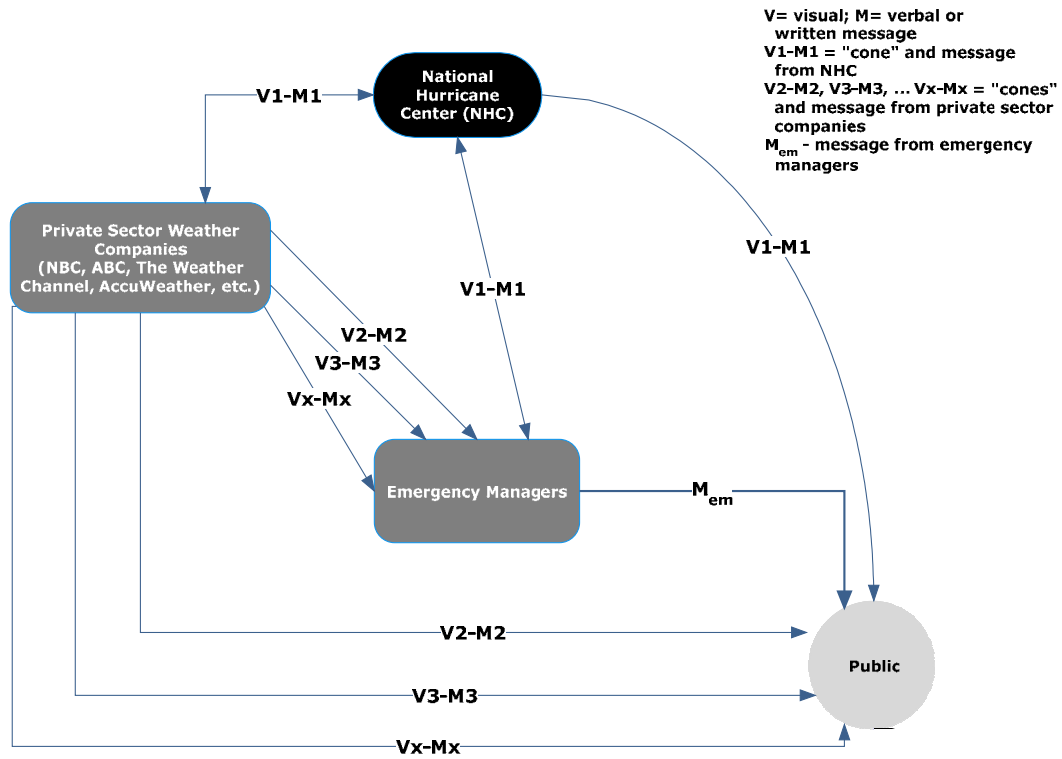 V= visual; M= verbal or
written message
V1-M1 = "cone" and message
from NHC
V2-M2, V3-M3, ... Vx-Mx = "cones"
and message from private sector
companies
Mem - message from emergency
managers
National
Hurricane
Center (NHC)
V1-M1
Private Sector Weather
Companies
(NBC, ABC, The Weather
Channel, AccuWeather, etc.)
V1-M1
V1-M1
V2-M2
V3-M3
Vx-Mx
Emergency Managers
Mem
V2-M2
Public
V3-M3
Vx-Mx